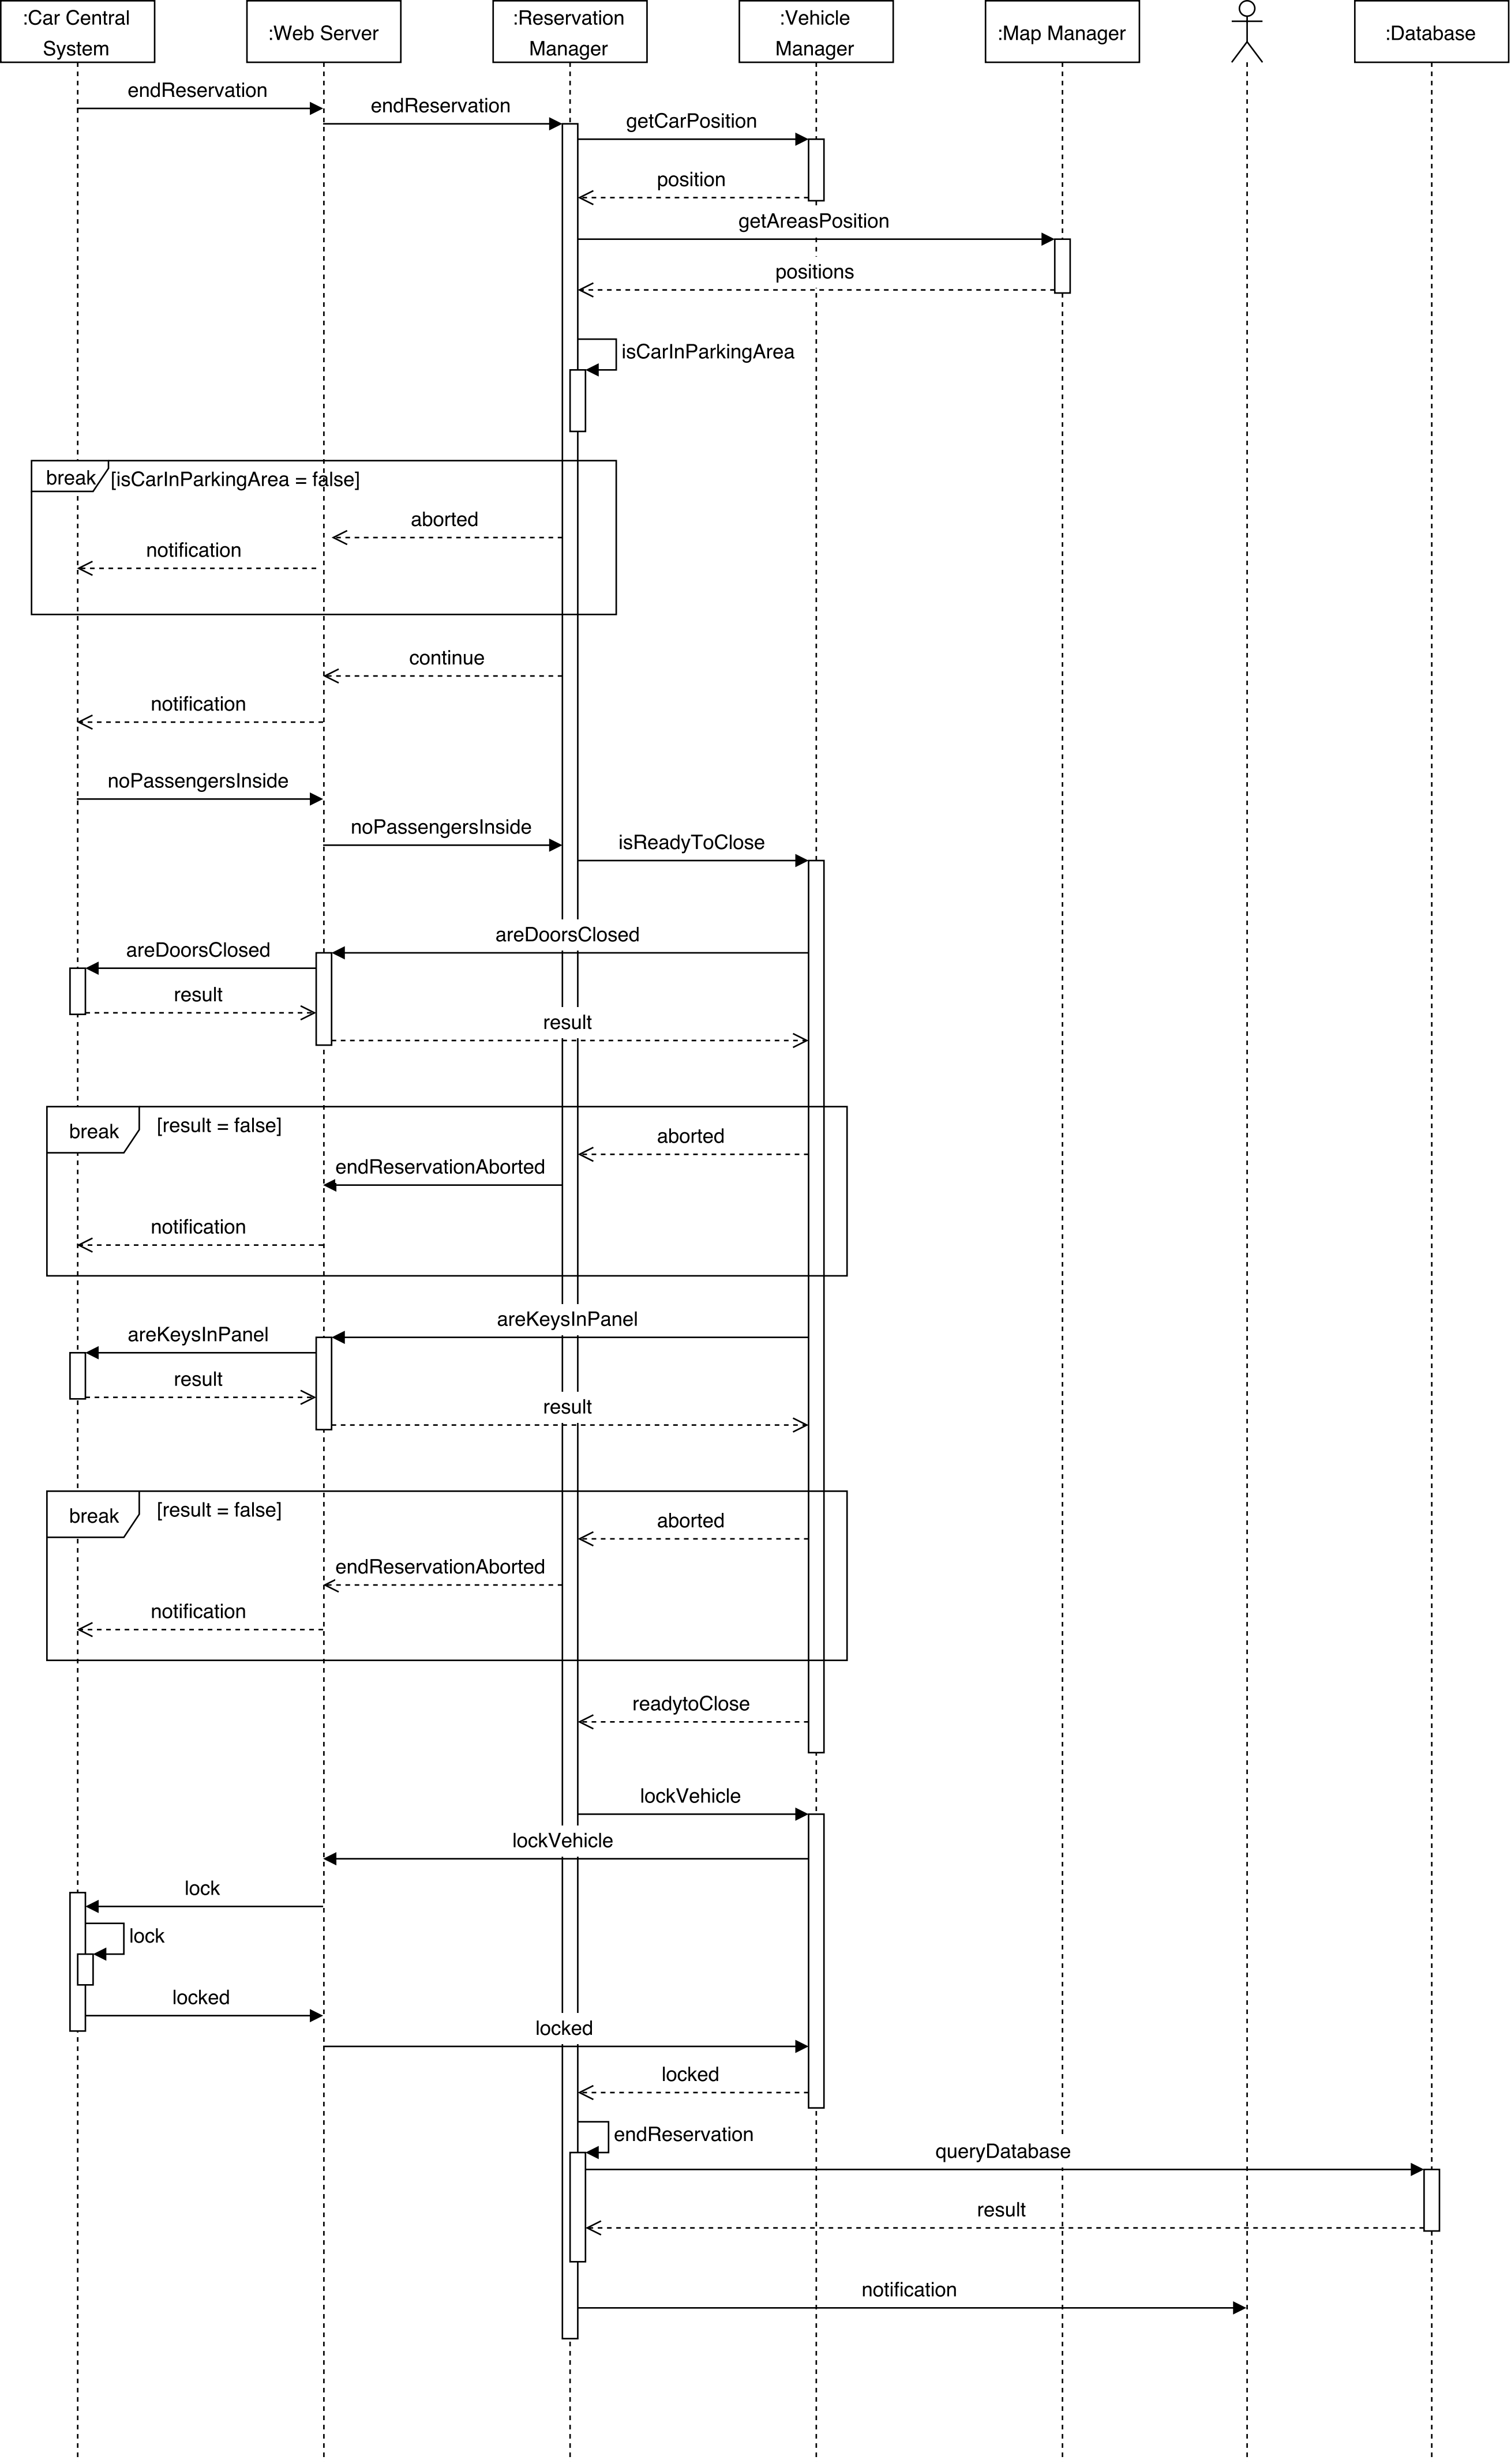 :Car Central
System
:Web Server
:Reservation
Manager
:Vehicle
Manager
:Map Manager
:Database
endReservation
endReservation
getCarPosition
position
getAreasPosition
positions
isCarInParkingArea
break
[isCarInParkingArea = false]
aborted
notification
continue
notification
noPassengersInside
noPassengersInside
isReadyToClose
areDoorsClosed
areDoorsClosed
result
result
break
[result = false]
aborted
endReservationAborted
notification
areKeysInPanel
areKeysInPanel
result
result
break
[result = false]
aborted
endReservationAborted
notification
readytoClose
lockVehicle
lockVehicle
lock
lock
locked
locked
locked
endReservation
queryDatabase
result
notification